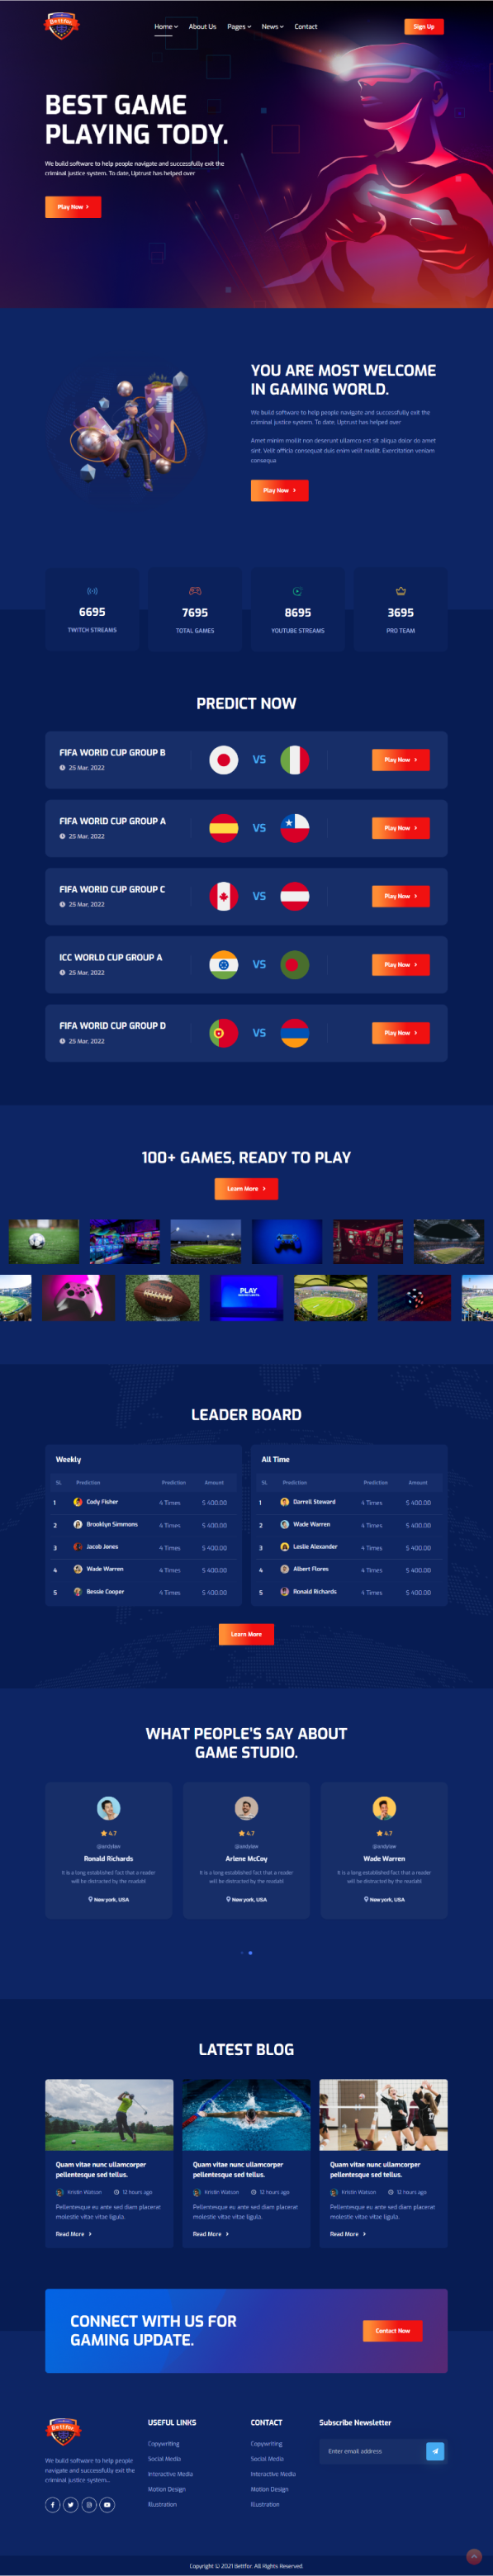 Bettfor
Home
About Us
Pages
News
Contact
Sign Up
BEST GAME
PLAYING TODY.
We build software to help people navigate and successfully exit the
criminal justice system. To date, Uptrust has helped over
Play Now >
YOU ARE MOST WELCOME
IN GAMING WORLD.
We build software to help people navigate and successfully exit the
criminal justice system. To date, Uptrust has helped over
Amet minim mollit non deserunt ullamco est sit aliqua dolor do amet
sint. Velit officia consequat duis enim velit mollit. Exercitation veniam
consequa
Play Now >
6695
TWITCH STREAMS
7695
TOTAL GAMES
8695
YOUTUBE STREAMS
3695
PRO TEAM
PREDICT NOW
FIFA WORLD CUP GROUP B
25 Mar, 2022
VS
Play Now >
FIFA WORLD CUP GROUP A
25 Mar, 2022
VS
Play Now >
FIFA WORLD CUP GROUP C
25 Mar, 2022
VS
Play Now >
ICC WORLD CUP GROUP A
25 Mar, 2022
VS
Play Now >
FIFA WORLD CUP GROUP D
25 Mar, 2022
VS
Play Now >
100+ GAMES, READY TO PLAY
Learn More >
PLAY
LEADER BOARD
Weekly
SL Prediction Prediction Amount
1 Cody Fisher 4 Times $ 400.00
2 Brooklyn Simmons 4 Times $ 400.00
3 Jacob Jones 4 Times $ 400.00
4 Wade Warren 4 Times $ 400.00
5 Bessie Cooper 4 Times $ 400.00
All Time
SL Prediction Prediction Amount
1 Darrell Steward 4 Times $ 400.00
2 Wade Warren 4 Times $ 400.00
3 Leslie Alexander 4 Times $ 400.00
4 Albert Flores 4 Times $ 400.00
5 Ronald Richards 4 Times $ 400.00
Learn More
WHAT PEOPLE'S SAY ABOUT
GAME STUDIO.
4.7
@andylaw
Ronald Richards
It is a long established fact that a reader
will be distracted by the readabl
New york, USA
4.7
@andylaw
Arlene McCoy
It is a long established fact that a reader
will be distracted by the readabl
New york, USA
4.7
@andylaw
Wade Warren
It is a long established fact that a reader
will be distracted by the readabl
New york, USA
LATEST BLOG
Quam vitae nunc ullamcorper
pellentesque sed tellus.
Kristin Watson 12 hours ago
Pellentesque eu ante sed diam placerat
molestie vitae vitae ligula.
Read More >
Quam vitae nunc ullamcorper
pellentesque sed tellus.
Kristin Watson 12 hours ago
Pellentesque eu ante sed diam placerat
molestie vitae vitae ligula.
Read More >
Quam vitae nunc ullamcorper
pellentesque sed tellus.
Kristin Watson 12 hours ago
Pellentesque eu ante sed diam placerat
molestie vitae vitae ligula.
Read More >
CONNECT WITH US FOR
GAMING UPDATE.
Contact Now
Bettfor
We build software to help people
navigate and successfully exit the
criminal justice system..
USEFUL LINKS
Copywriting
Social Media
Interactive Media
Motion Design
Illustration
CONTACT
Copywriting
Social Media
Interactive Media
Motion Design
Illustration
Subscribe Newsletter
Enter email address
Copyright © 2021 Bettfor. All Rights Reserved.